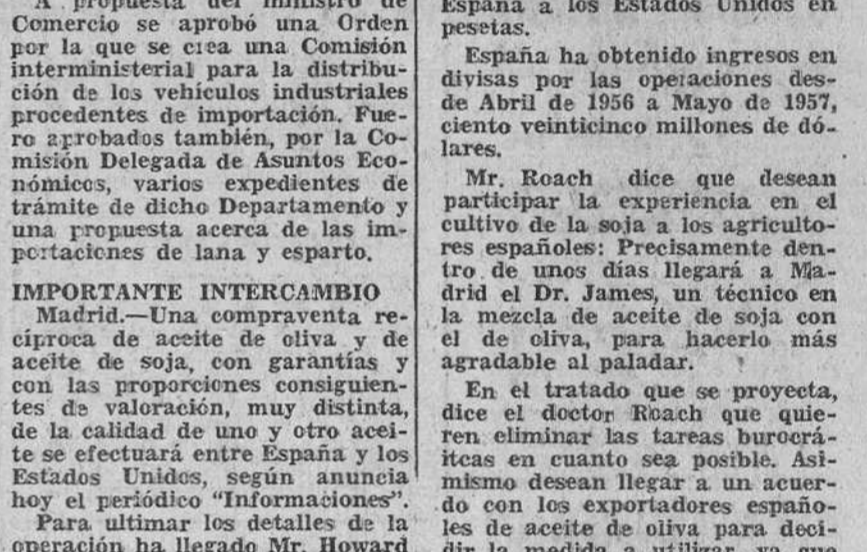 A propuesta del ministro de
Comercio se aprobó una Orden
por la que se crea una Comisión
interministerial para la distribu-
ción de los vehículos industriales
procedentes de importación. Fue-
ro aprobados también, por la Co-
misión Delegada de Asuntos Eco-
nómicos, varios expedientes de
trámite de dicho Departamento y
una propuesta acerca de las im-
portaciones de lana y esparto.
IMPORTANTE INTERCAMBIO
Madrid.—Una compraventa re-
cíproca de aceite de oliva y de
aceite de soja, con garantías y
con las proporciones consiguien-
tes de valoración, muy distinta,
de la calidad de uno y otro acei-
te se efectuará entre España y los
Estados Unidos, según anuncia
hoy el periódico "Informaciones".
Para ultimar los detalles de la
operación ha llegado Mr. Howard
España a los Estados Unidos en
pesetas.
España ha obtenido ingresos en
divisas por las operaciones des-
de Abril de 1956 a Mayo de 1957,
ciento veinticinco millones de dó-
lares.
Mr. Roach dice que desean
participar la experiencia en el
cultivo de la soja a los agriculto-
res españoles: Precisamente den-
tro de unos días llegará a Ma-
drid el Dr. James, un técnico en
la mezcla de aceite de soja con
el de oliva, para hacerlo más
agradable al paladar.
En el tratado que se proyecta,
dice el doctor Roach que quie-
ren eliminar las tareas burocrá-
itcas en cuanto sea posible. Asi-
mismo desean llegar a un acuer-
do con los exportadores españo-
les de aceite de oliva para deci-
dir la medida a utilizar que